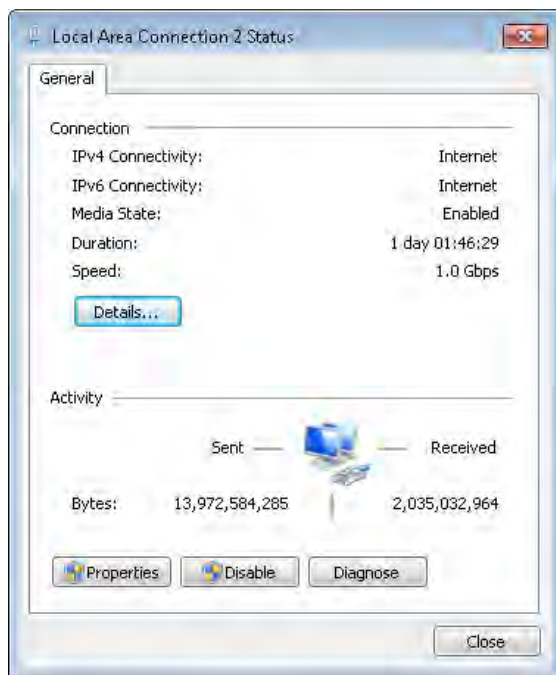 Local Area Connection 2 Status
General
Connection
IPv4 Connectivity: Internet
IPv6 Connectivity: Internet
Media State: Enabled
Duration: 1 day 01:46:29
Speed: 1.0 Gbps
Details...
Activity
Sent Received
Bytes: 13,972,584,285 2,035,032,964
Properties Disable Diagnose
Close